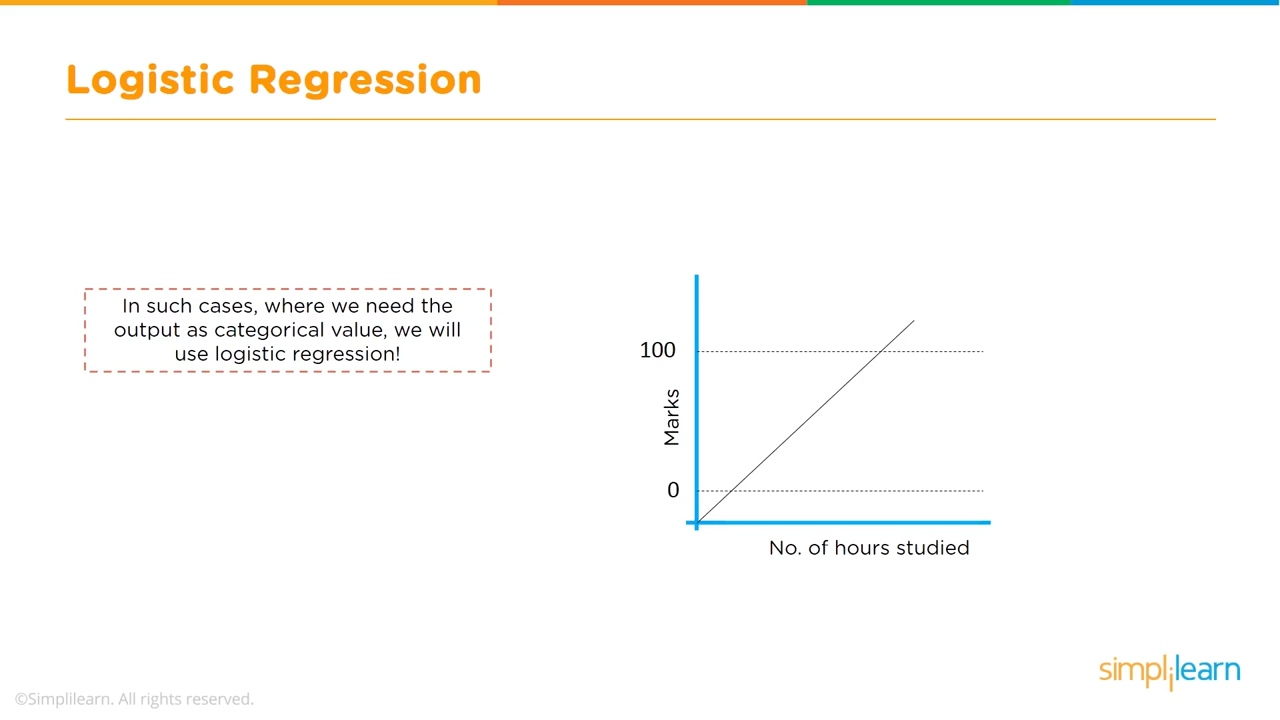 Logistic Regression
In such cases, where we need the
output as categorical value, we will
use logistic regression!
100
Marks
0
No. of hours studied
simplilearn
©Simplilearn. All rights reserved.